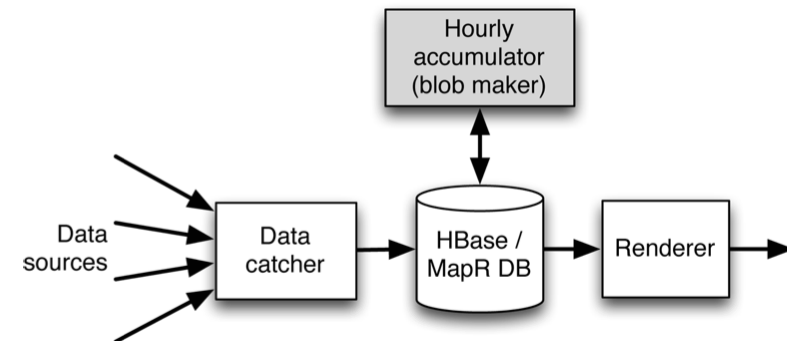 Hourly
accumulator
(blob maker)
Data
sources
Data
catcher
HBase /
MapR DB
Renderer